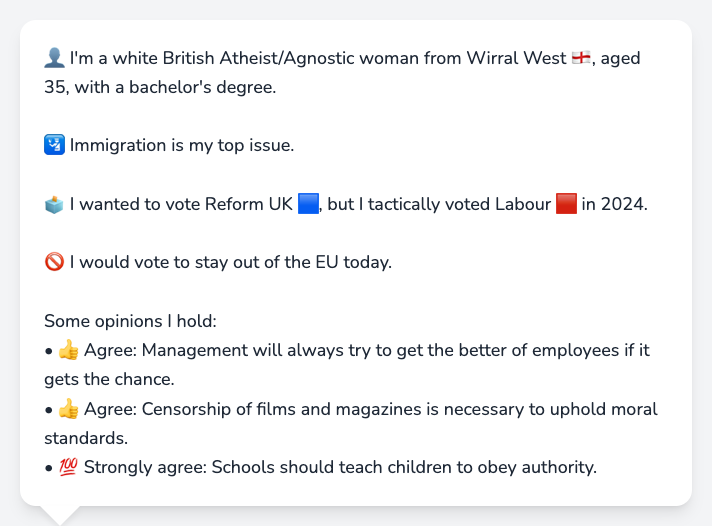 👤 I'm a white British Atheist/Agnostic woman from Wirral West 🏴󠁧󠁢󠁥󠁮󠁧󠁿, aged
35, with a bachelor's degree.
🛂 Immigration is my top issue.
🗳️ I wanted to vote Reform UK 🟦, but I tactically voted Labour 🟥 in 2024.
🚫 I would vote to stay out of the EU today.
Some opinions I hold:
• 👍 Agree: Management will always try to get the better of employees if it
gets the chance.
• 👍 Agree: Censorship of films and magazines is necessary to uphold moral
standards.
• 💯 Strongly agree: Schools should teach children to obey authority.